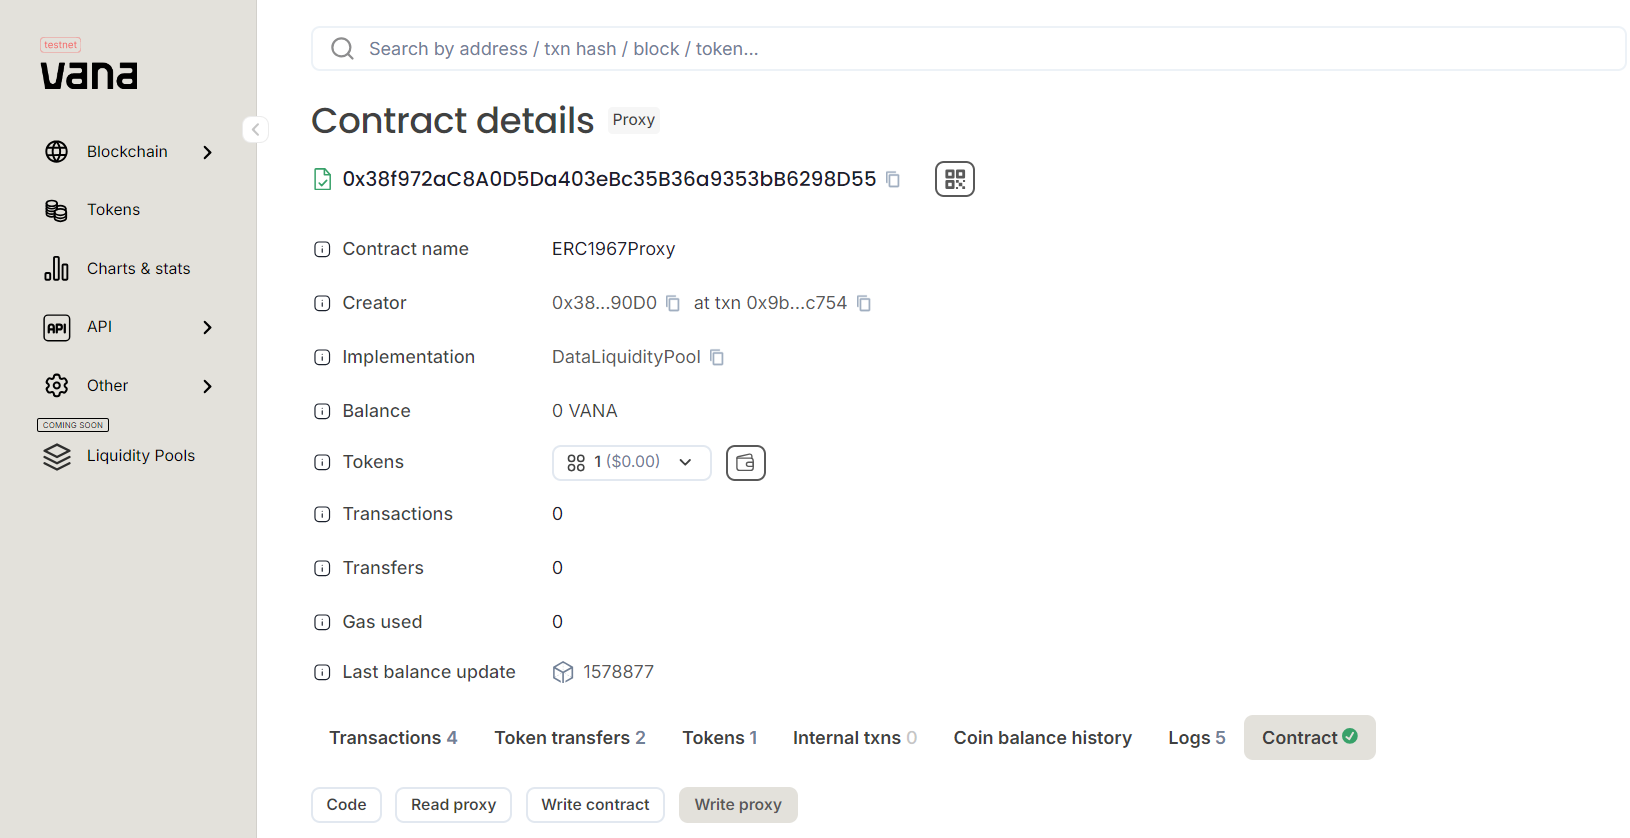 testnet
vana
Blockchain
Tokens
Charts & stats
API
API
Other
COMING SOON
Liquidity Pools
Search by address / txn hash / block / token...
Contract details Proxy
0x38f972aC8A0D5Da403eBc35B36a9353bB6298D55
Contract name ERC1967Proxy
Creator 0x38...90D0 at txn 0x9b...c754
Implementation DataLiquidityPool
Balance 0 VANA
Tokens 1 ($0.00)
Transactions 0
Transfers 0
Gas used 0
Last balance update 1578877
Transactions 4 Token transfers 2 Tokens 1 Internal txns 0 Coin balance history Logs 5 Contract
Code Read proxy Write contract Write proxy